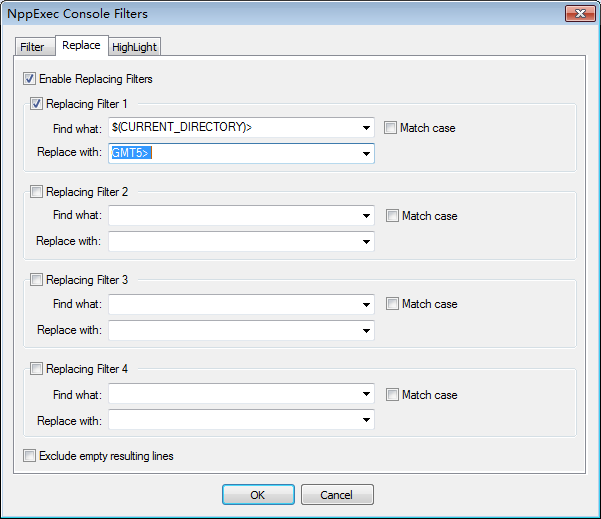 NppExec Console Filters
Filter Replace HighLight
Enable Replacing Filters
Replacing Filter 1
Find what: $(CURRENT_DIRECTORY)> Match case
Replace with: GMT5>
Replacing Filter 2
Find what: Match case
Replace with:
Replacing Filter 3
Find what: Match case
Replace with:
Replacing Filter 4
Find what: Match case
Replace with:
Exclude empty resulting lines
OK Cancel